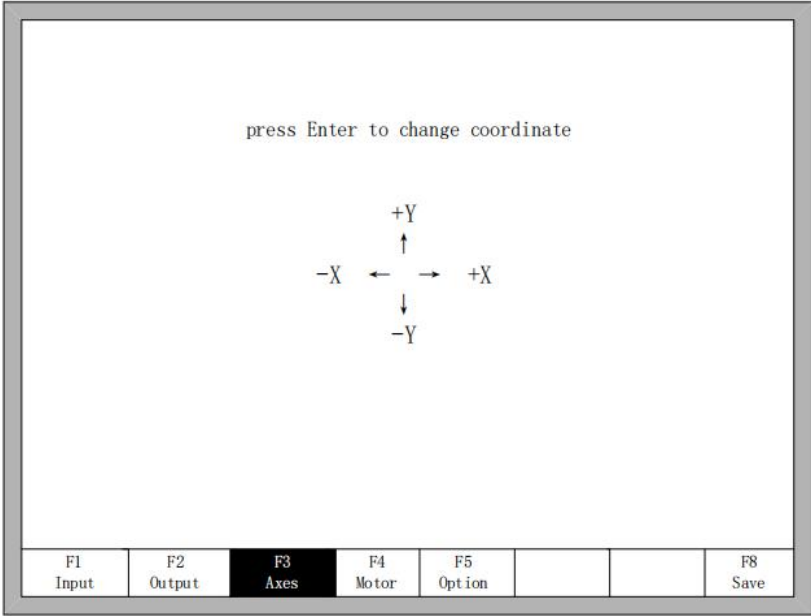 press Enter to change coordinate
+Y
↑
-X ← → +X
↓
-Y
F1 F2 F3 F4 F5 F8
Input Output Axes Motor Option Save